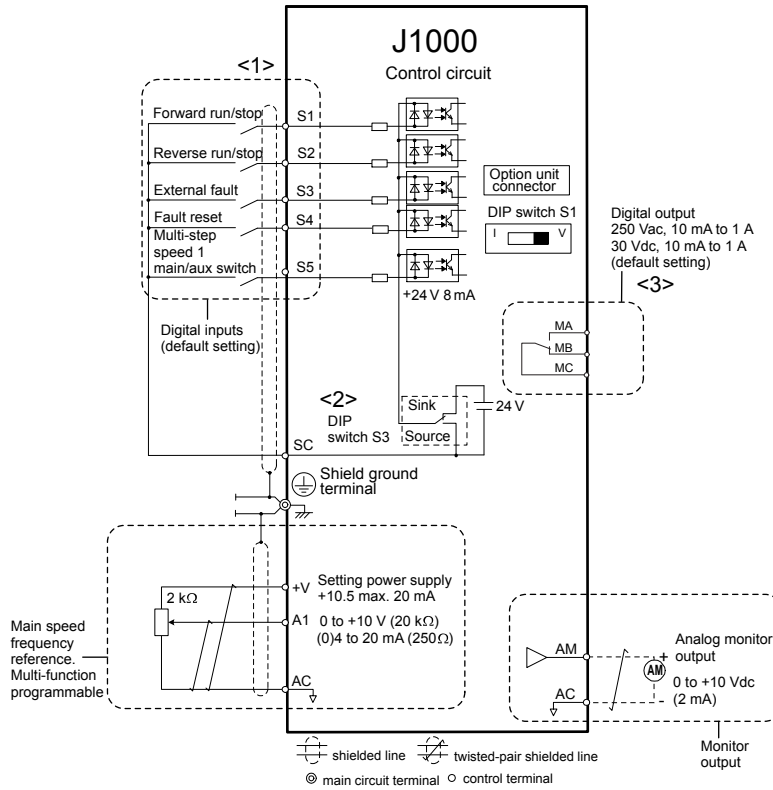 J1000
Control circuit
<1>
Forward run/stop
S1
Reverse run/stop
S2
External fault
S3
Fault reset
S4
Multi-step
speed 1
main/aux switch
S5
Digital inputs
(default setting)
+24 V 8 mA
Option unit
connector
DIP switch S1
I
V
Digital output
250 Vac, 10 mA to 1 A
30 Vdc, 10 mA to 1 A
(default setting)
<3>
MA
MB
MC
<2>
DIP
switch S3
Sink
Source
24 V
SC
Shield ground
terminal
Main speed
frequency
reference.
Multi-function
programmable
2 kΩ
+V
Setting power supply
+10.5 max. 20 mA
A1
0 to +10 V (20 kΩ)
(0)4 to 20 mA (250Ω)
AC
AM
+
AM
Analog monitor
output
0 to +10 Vdc
(2 mA)
AC
-
Monitor
output
shielded line
twisted-pair shielded line
main circuit terminal
control terminal